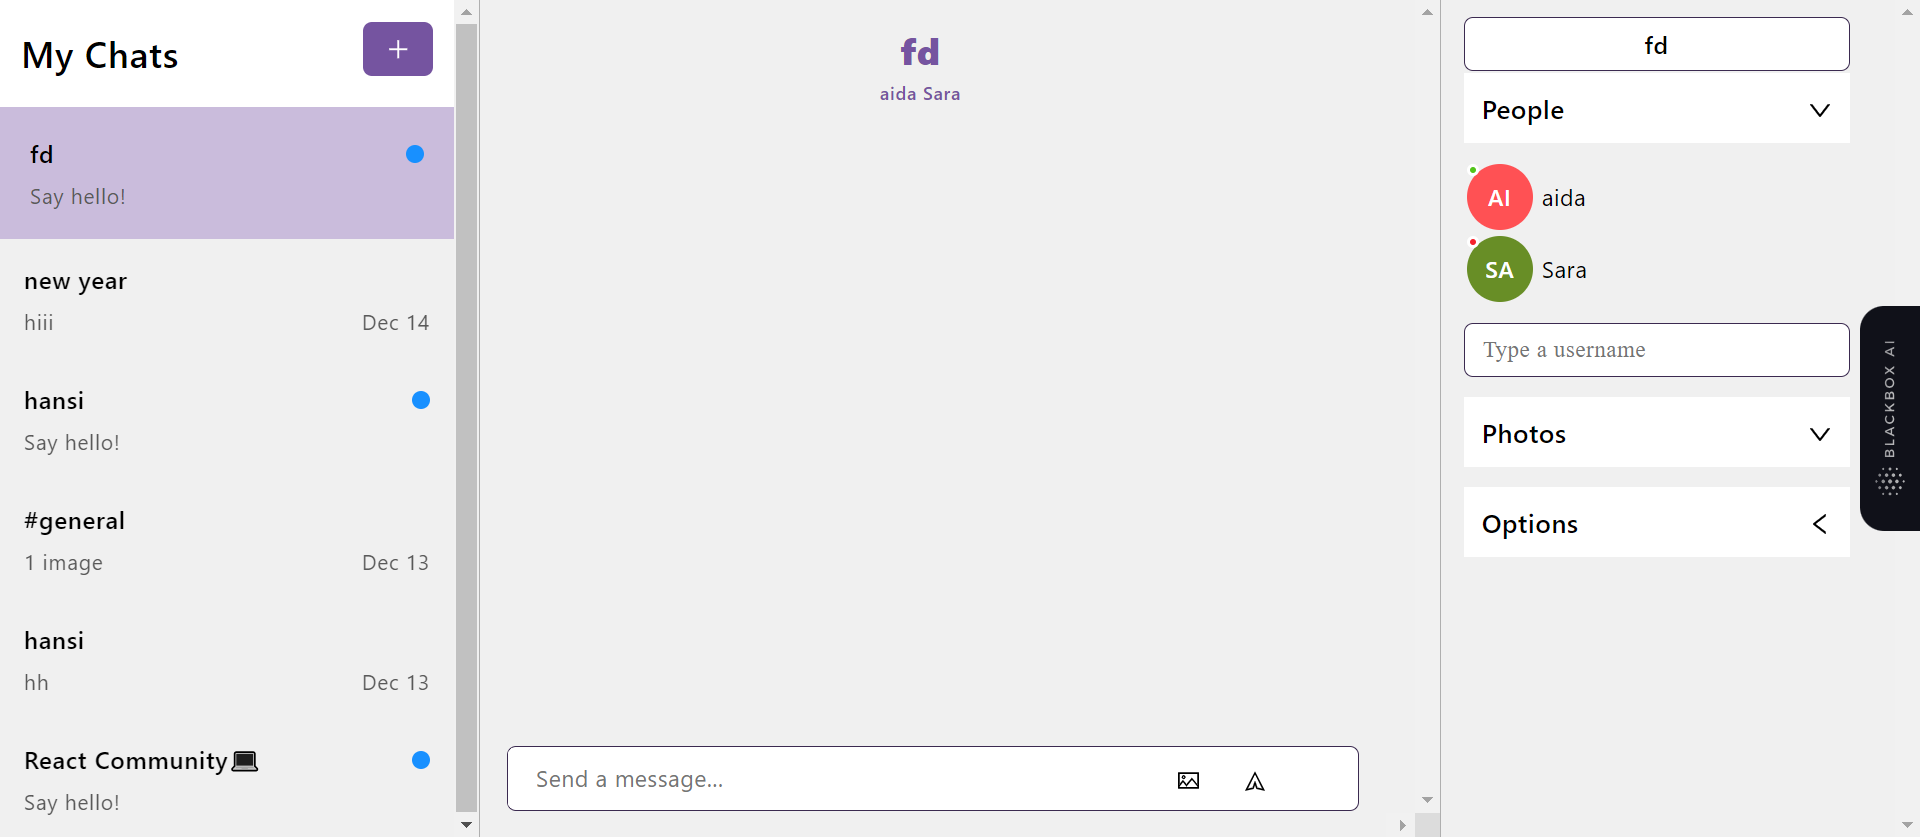 My Chats
+
fd
Say hello!
new year
hiii
Dec 14
hansi
Say hello!
#general
1 image
Dec 13
hansi
hh
Dec 13
React Community💻
Say hello!
fd
aida Sara
Send a message...
fd
People
AI aida
SA Sara
Type a username
Photos
Options
BLACKBOX AI